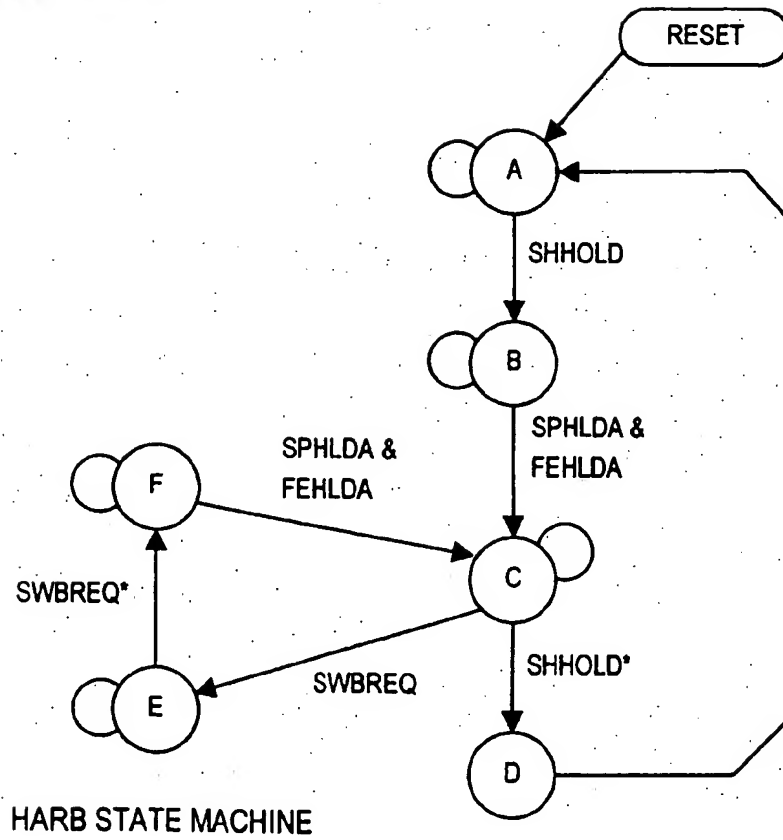 RESET
A
SHHOLD
B
SPHLDA &
FEHLDA
SPHLDA &
FEHLDA
F
C
SWBREQ*
SWBREQ
SHHOLD*
E
D
HARB STATE MACHINE